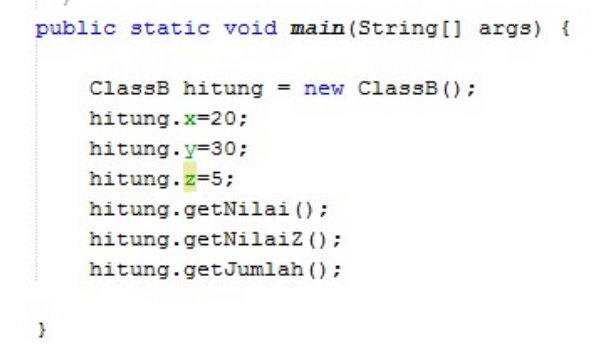 public static void main(String[] args) {
ClassB hitung = new ClassB();
hitung.x=20;
hitung.y=30;
hitung.z=5;
hitung.getNilai();
hitung.getNilaiZ();
hitung.getJumlah();
}